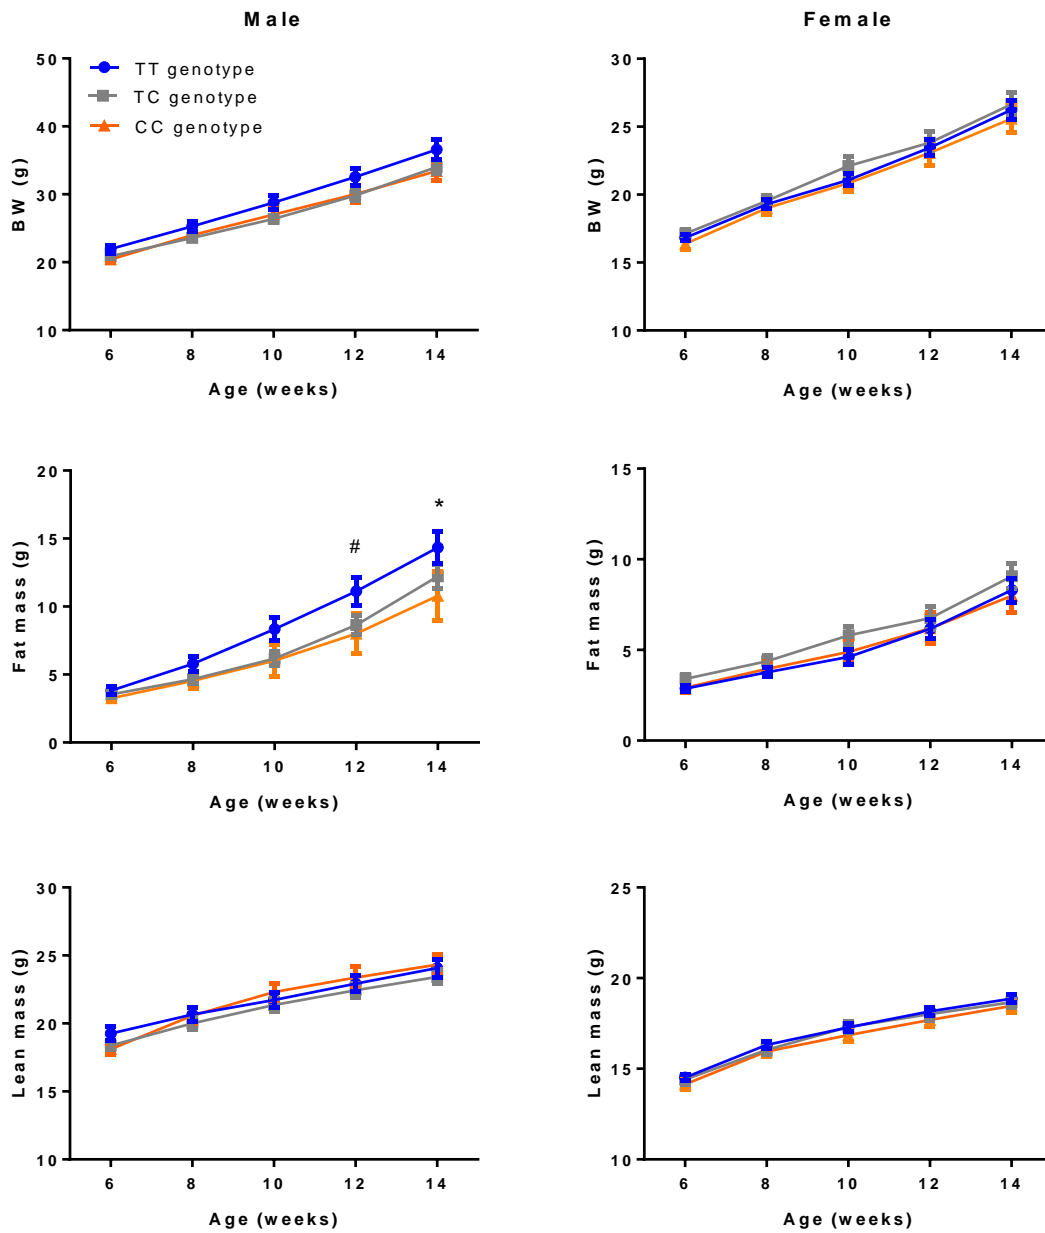 Male
Female
50
40
30
20
10
BW (g)
TT genotype
TC genotype
CC genotype
6 8 10 12 14
Age (weeks)
30
25
20
15
10
BW (g)
6 8 10 12 14
Age (weeks)
20
15
10
5
0
Fat mass (g)
#
*
6 8 10 12 14
Age (weeks)
15
10
5
0
Fat mass (g)
6 8 10 12 14
Age (weeks)
30
25
20
15
10
Lean mass (g)
6 8 10 12 14
Age (weeks)
25
20
15
10
Lean mass (g)
6 8 10 12 14
Age (weeks)